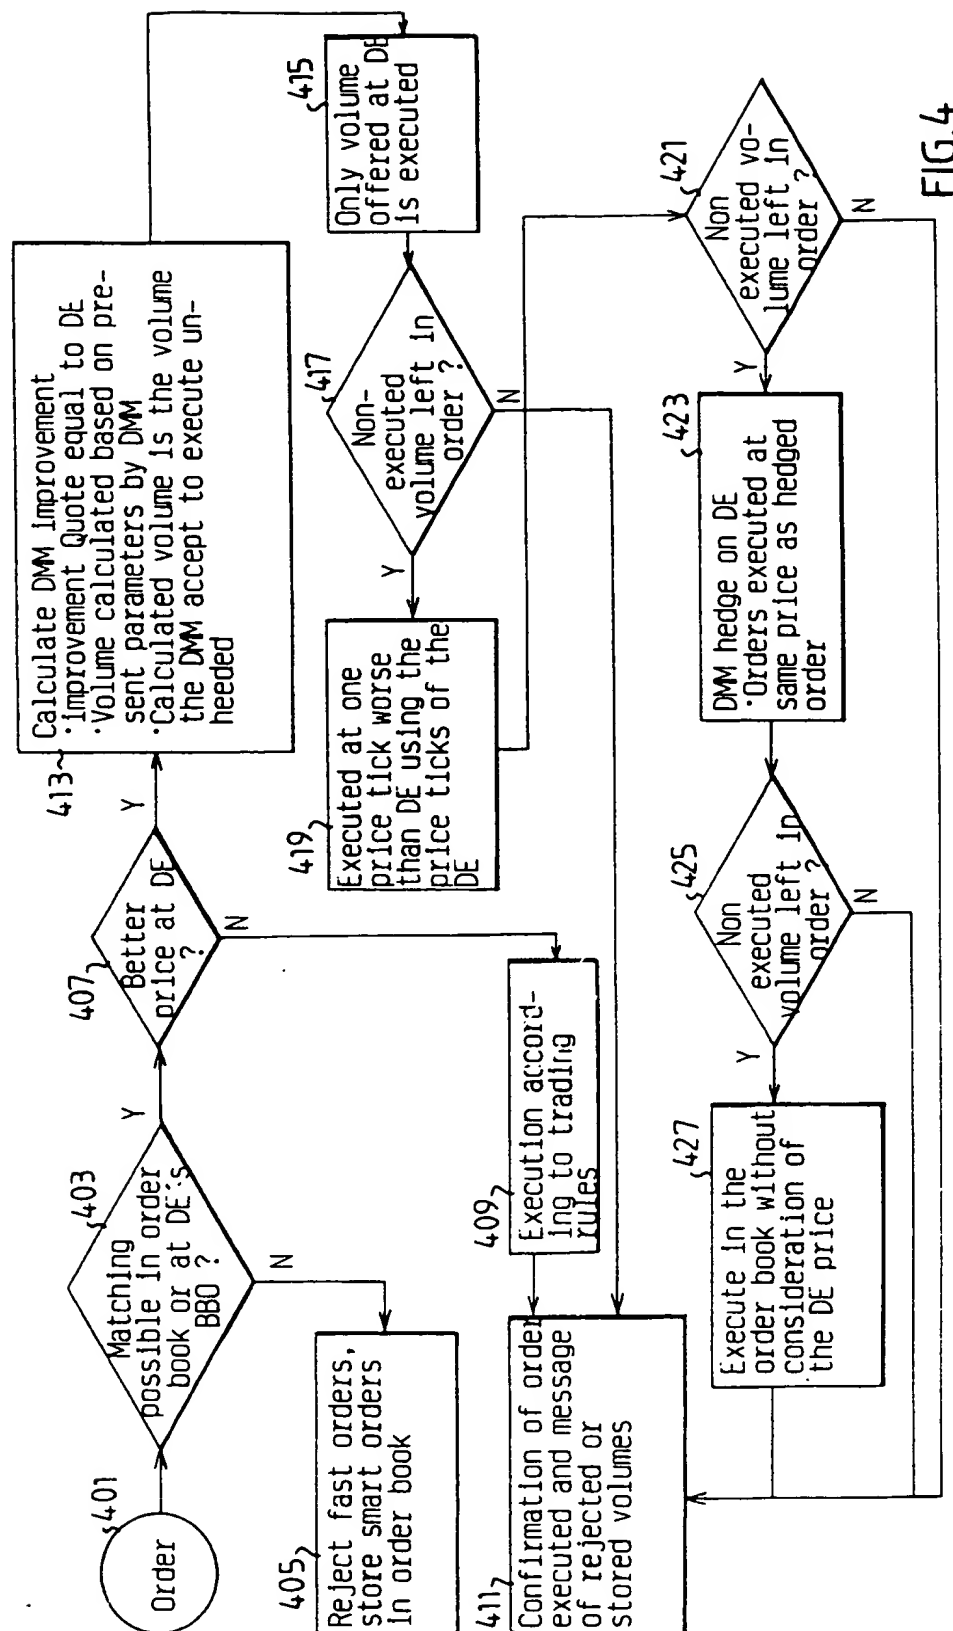 401
Order
403
Matching
possible in order
book or at DE´s
BBO ?
Y
N
405
Reject fast orders,
store smart orders
in order book
407
Better
price at DE
?
Y
N
409
Execution accord-
ing to trading
rules
411
Confirmation of order
executed and message
of rejected or
stored volumes
413
Calculate DMM improvement
·improvement Quote equal to DE
·Volume calculated based on pre-
sent parameters by DMM
·Calculated volume is the volume
the DMM accept to execute un-
heeded
415
Only volume
offered at DE
is executed
417
Non-
executed
volume left in
order ?
Y
N
419
Executed at one
price tick worse
than DE using the
price ticks of the
DE
421
Non
executed vo-
lume left in
order ?
Y
N
423
DMM hedge on DE
·Orders executed at
same price as hedged
order
425
Non
executed
volume left in
order ?
Y
N
427
Execute in the
order book without
consideration of
the DE price
FIG.4